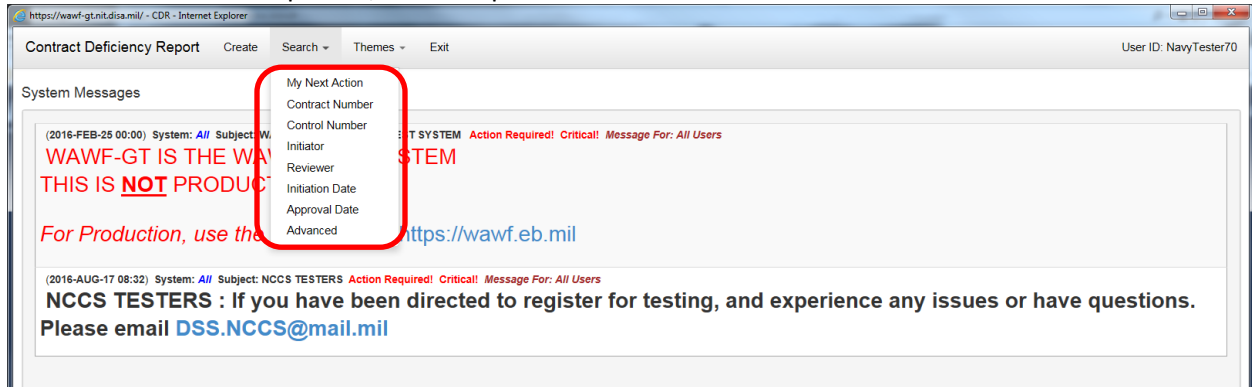 https://wawf-gt.nit.disa.mil/ - CDR - Internet Explorer
Contract Deficiency Report Create Search Themes Exit User ID: NavyTester70
My Next Action
Contract Number
Control Number
Initiator
Reviewer
Initiation Date
Approval Date
Advanced
System Messages
(2016-FEB-25 00:00) System: All Subject: T SYSTEM Action Required! Critical! Message For: All Users
WAWF-GT IS THE STEM
THIS IS NOT
For Production, use the https://wawf.eb.mil
(2016-AUG-17 08:32) System: All Subject: NCCS TESTERS Action Required! Critical! Message For: All Users
NCCS TESTERS : If you have been directed to register for testing, and experience any issues or have questions.
Please email DSS.NCCS@mail.mil